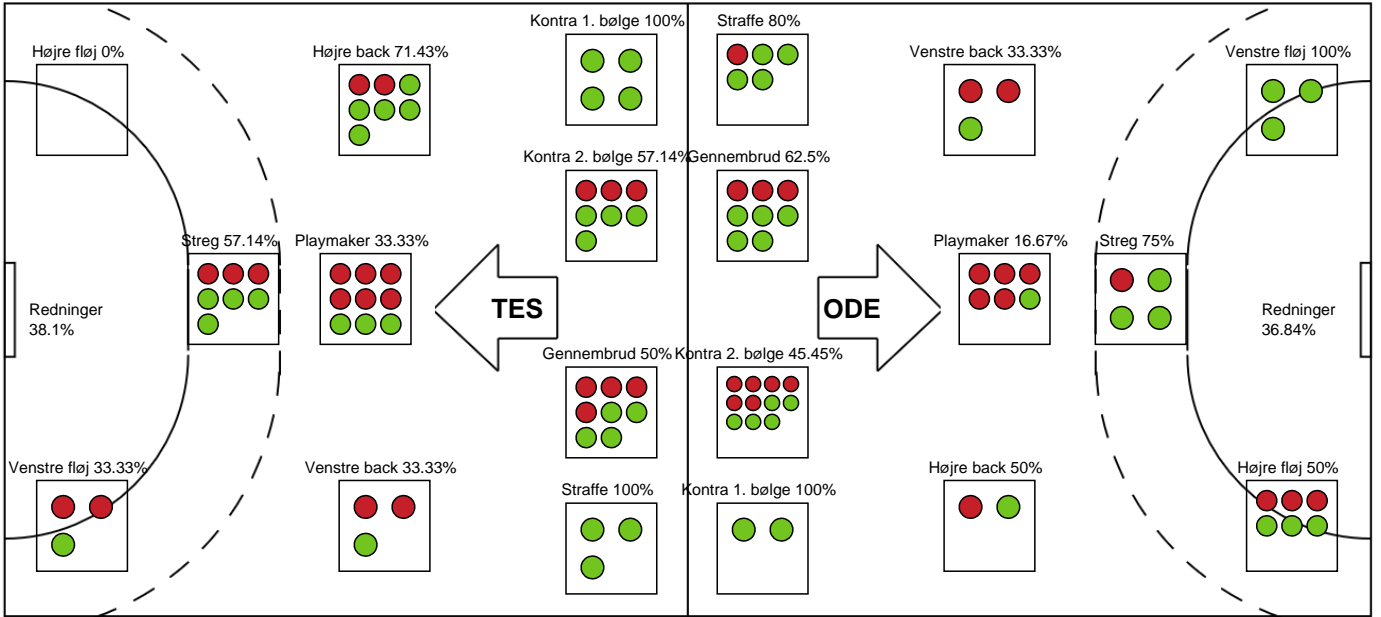 Kontra 1. bølge 100%
Straffe 80%
Højre fløj 0%
Højre back 71.43%
Venstre back 33.33%
Venstre fløj 100%
Kontra 2. bølge 57.14%
Gennembrud 62.5%
Streg 57.14%
Playmaker 33.33%
Playmaker 16.67%
Streg 75%
Redninger
38.1%
TES
ODE
Redninger
36.84%
Gennembrud 50%
Kontra 2. bølge 45.45%
Venstre fløj 33.33%
Venstre back 33.33%
Højre back 50%
Højre fløj 50%
Straffe 100%
Kontra 1. bølge 100%